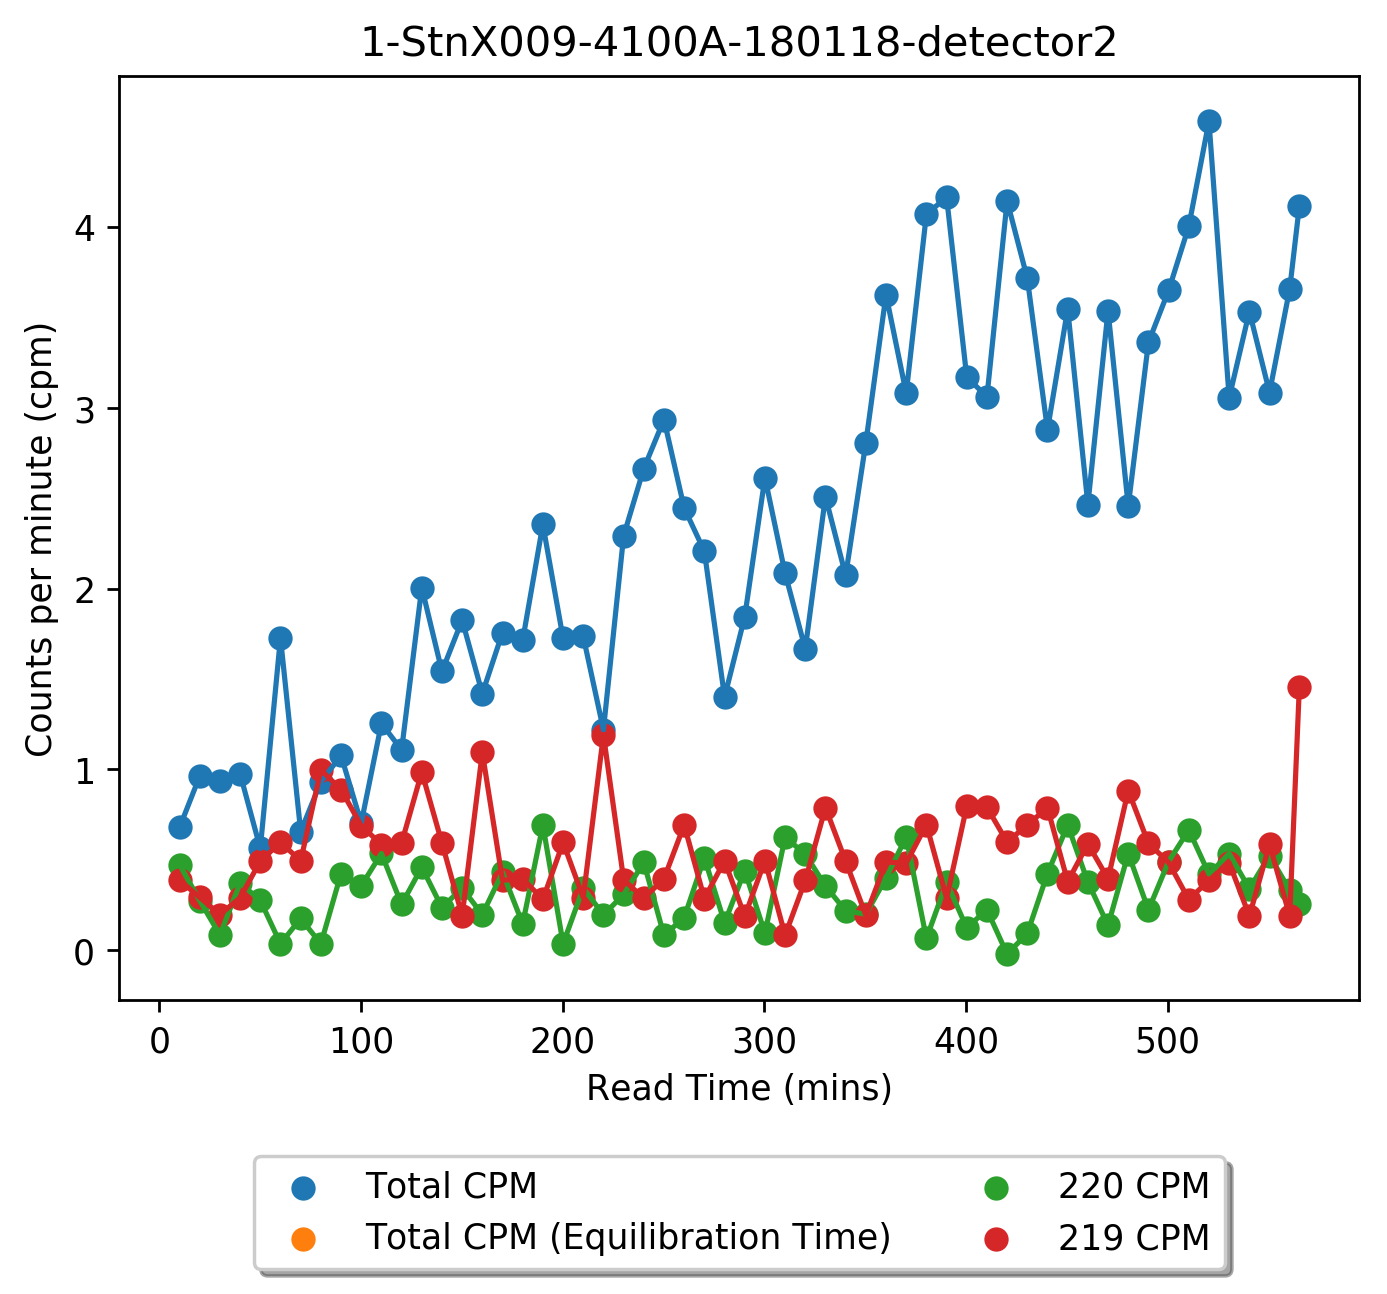 1-StnX009-4100A-180118-detector2
Counts per minute (cpm)
4
3
2
1
0
0 100 200 300 400 500
Read Time (mins)
Total CPM
Total CPM (Equilibration Time)
220 CPM
219 CPM